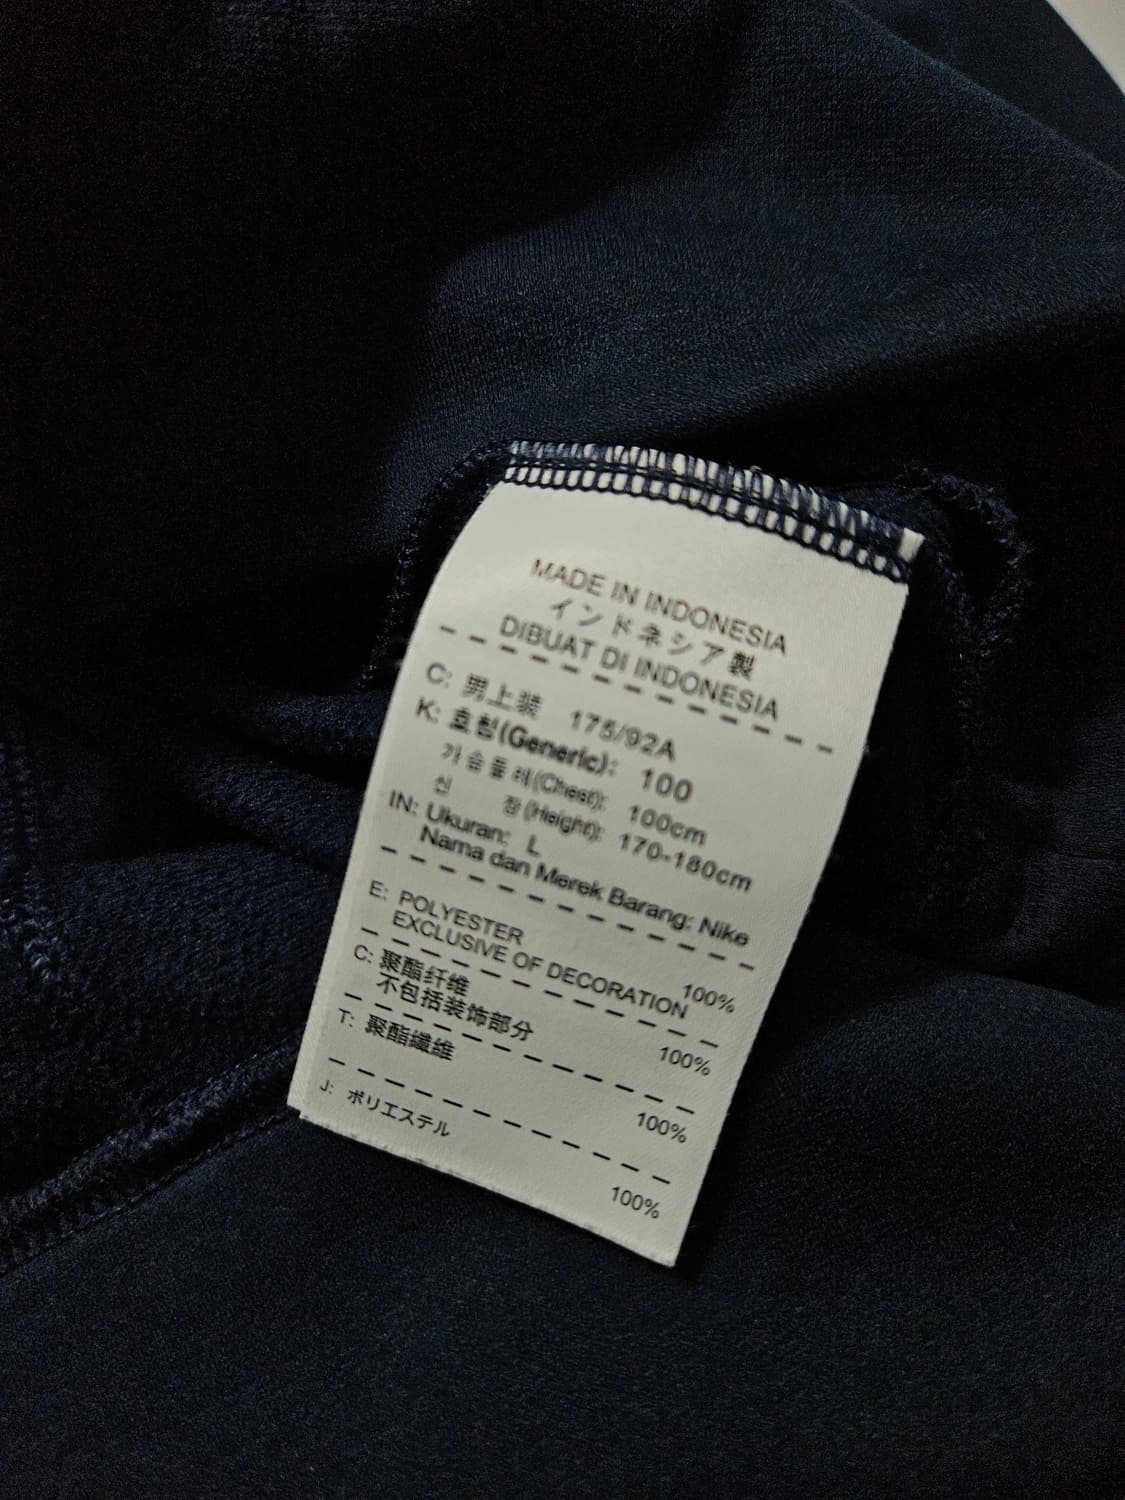 MADE IN INDONESIA
インドネシア製
DIBUAT DI INDONESIA
C: 男上装 175/92A
K: 호칭(Generic): 100
가슴둘레(Chest): 100cm
신 장(Height): 170-180cm
IN: Ukuran: L
Nama dan Merek Barang: Nike
E: POLYESTER 100%
EXCLUSIVE OF DECORATION
C: 聚酯纤维 100%
不包括装饰部分
T: 聚酯纖維 100%
J: ポリエステル 100%